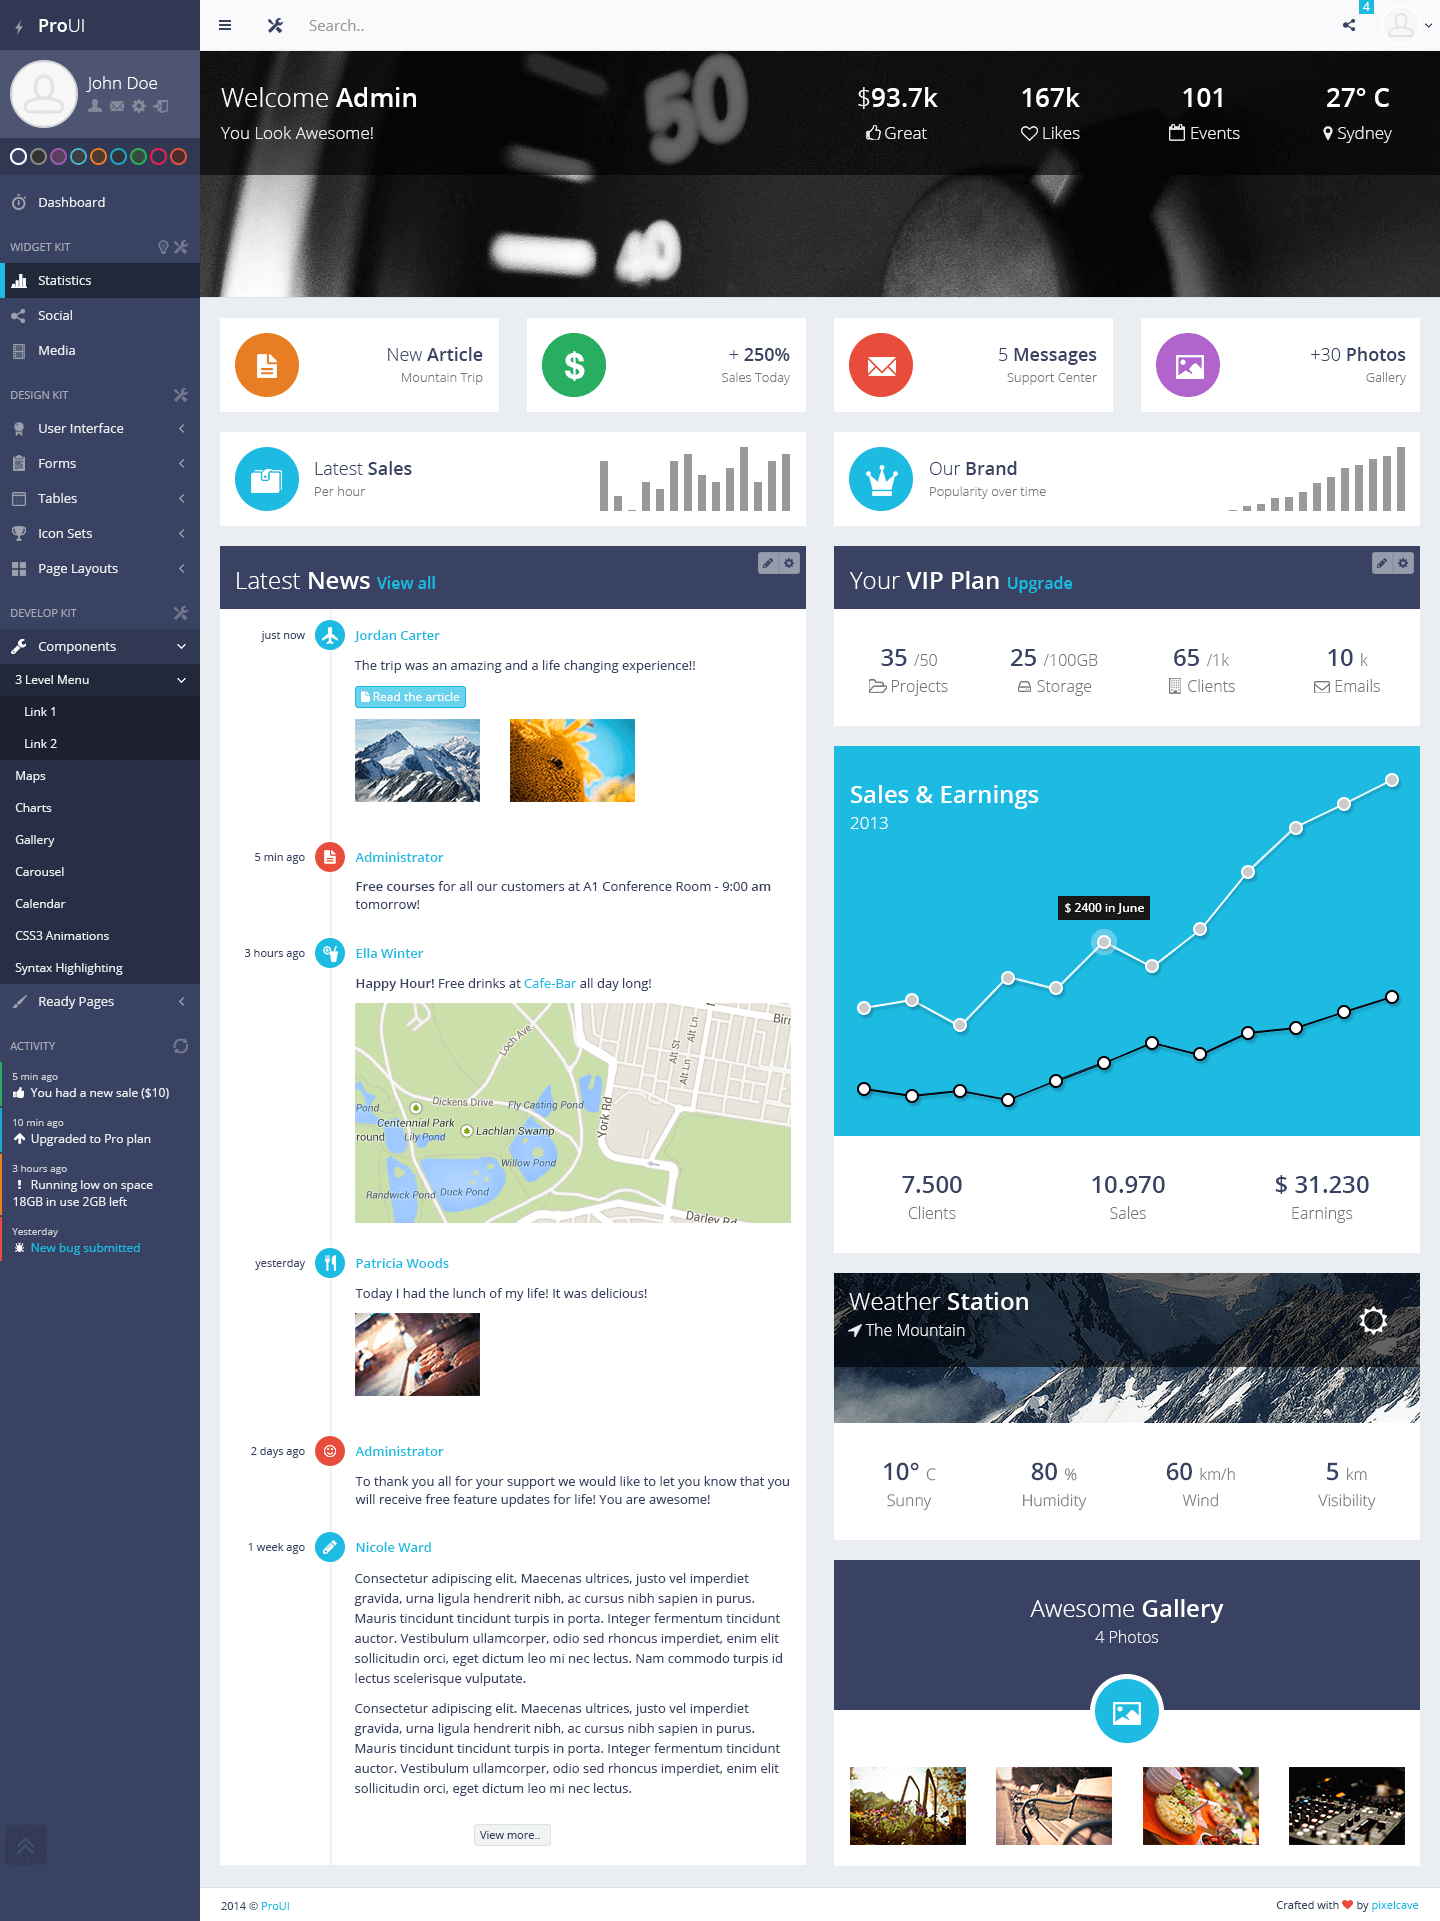 ProUI
Search..
4
John Doe
Dashboard
WIDGET KIT
Statistics
Social
Media
DESIGN KIT
User Interface
Forms
Tables
Icon Sets
Page Layouts
DEVELOP KIT
Components
3 Level Menu
Link 1
Link 2
Maps
Charts
Gallery
Carousel
Calendar
CSS3 Animations
Syntax Highlighting
Ready Pages
ACTIVITY
5 min ago
You had a new sale ($10)
10 min ago
Upgraded to Pro plan
3 hours ago
Running low on space
18GB in use 2GB left
Yesterday
New bug submitted
Welcome Admin
You Look Awesome!
$93.7k
Great
167k
Likes
101
Events
27° C
Sydney
50
New Article
Mountain Trip
+ 250%
Sales Today
5 Messages
Support Center
+30 Photos
Gallery
Latest Sales
Per hour
Our Brand
Popularity over time
Latest News View all
just now
Jordan Carter
The trip was an amazing and a life changing experience!!
Read the article
5 min ago
Administrator
Free courses for all our customers at A1 Conference Room - 9:00 am
tomorrow!
3 hours ago
Ella Winter
Happy Hour! Free drinks at Cafe-Bar all day long!
Loch Ave
Alt St
Alt Ln
Alt Ln
Birr
Pond
Dickens Drive
Fly Casting Pond
York Rd
Centennial Park
round
Lily Pond
Lachlan Swamp
Willow Pond
Randwick Pond
Duck Pond
Darley Rd
yesterday
Patricia Woods
Today I had the lunch of my life! It was delicious!
2 days ago
Administrator
To thank you all for your support we would like to let you know that you
will receive free feature updates for life! You are awesome!
1 week ago
Nicole Ward
Consectetur adipiscing elit. Maecenas ultrices, justo vel imperdiet
gravida, urna ligula hendrerit nibh, ac cursus nibh sapien in purus.
Mauris tincidunt tincidunt turpis in porta. Integer fermentum tincidunt
auctor. Vestibulum ullamcorper, odio sed rhoncus imperdiet, enim elit
sollicitudin orci, eget dictum leo mi nec lectus. Nam commodo turpis id
lectus scelerisque vulputate.
Consectetur adipiscing elit. Maecenas ultrices, justo vel imperdiet
gravida, urna ligula hendrerit nibh, ac cursus nibh sapien in purus.
Mauris tincidunt tincidunt turpis in porta. Integer fermentum tincidunt
auctor. Vestibulum ullamcorper, odio sed rhoncus imperdiet, enim elit
sollicitudin orci, eget dictum leo mi nec lectus.
View more..
Your VIP Plan Upgrade
35 /50
Projects
25 /100GB
Storage
65 /1k
Clients
10 k
Emails
Sales & Earnings
2013
$ 2400 in June
7.500
Clients
10.970
Sales
$ 31.230
Earnings
Weather Station
The Mountain
10° C
Sunny
80 %
Humidity
60 km/h
Wind
5 km
Visibility
Awesome Gallery
4 Photos
2014 © ProUI
Crafted with by pixelcave